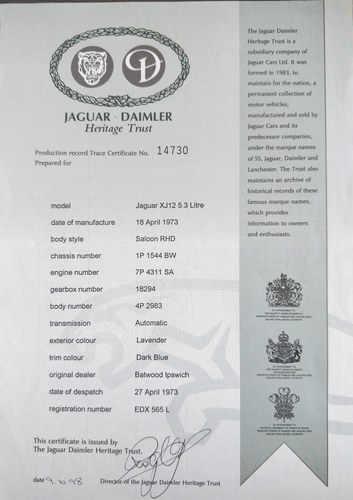 JAGUAR · DAIMLER
Heritage Trust
Production record Trace Certificate No. 14730
Prepared for
model Jaguar XJ12 5.3 Litre
date of manufacture 18 April 1973
body style Saloon RHD
chassis number 1P 1544 BW
engine number 7P 4311 SA
gearbox number 18294
body number 4P 2983
transmission Automatic
exterior colour Lavender
trim colour Dark Blue
original dealer Batwood Ipswich
date of despatch 27 April 1973
registration number EDX 565 L
This certificate is issued by
The Jaguar Daimler Heritage Trust.
date 9.10.98 Director of the Jaguar Daimler Heritage Trust
The Jaguar Daimler
Heritage Trust is a
subsidiary company of
Jaguar Cars Ltd. It was
formed in 1983, to
maintain for the nation, a
permanent collection of
motor vehicles,
manufactured and sold by
Jaguar Cars and its
predecessor companies,
under the marque names
of SS, Jaguar, Daimler and
Lanchester. The Trust also
maintains an archive of
historical records of these
famous marque names,
which provides
information to owners
and enthusiasts.